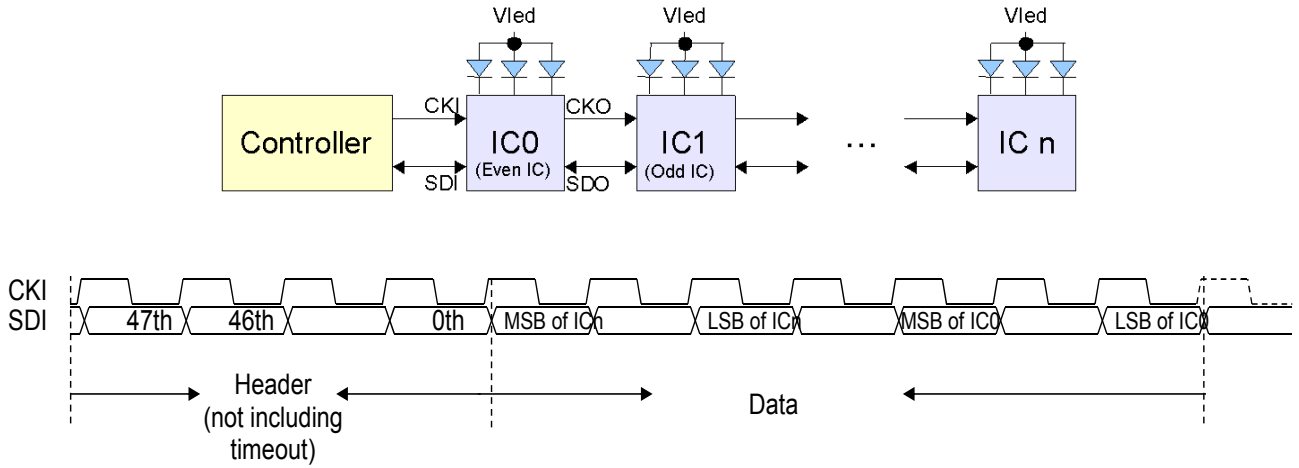 Vled Vled Vled
CKI CKO
Controller IC0 IC1 ... IC n
(Even IC) (Odd IC)
SDI SDO
CKI
SDI 47th 46th 0th MSB of ICn LSB of ICn MSB of IC0 LSB of IC0
Header
(not including
timeout)
Data